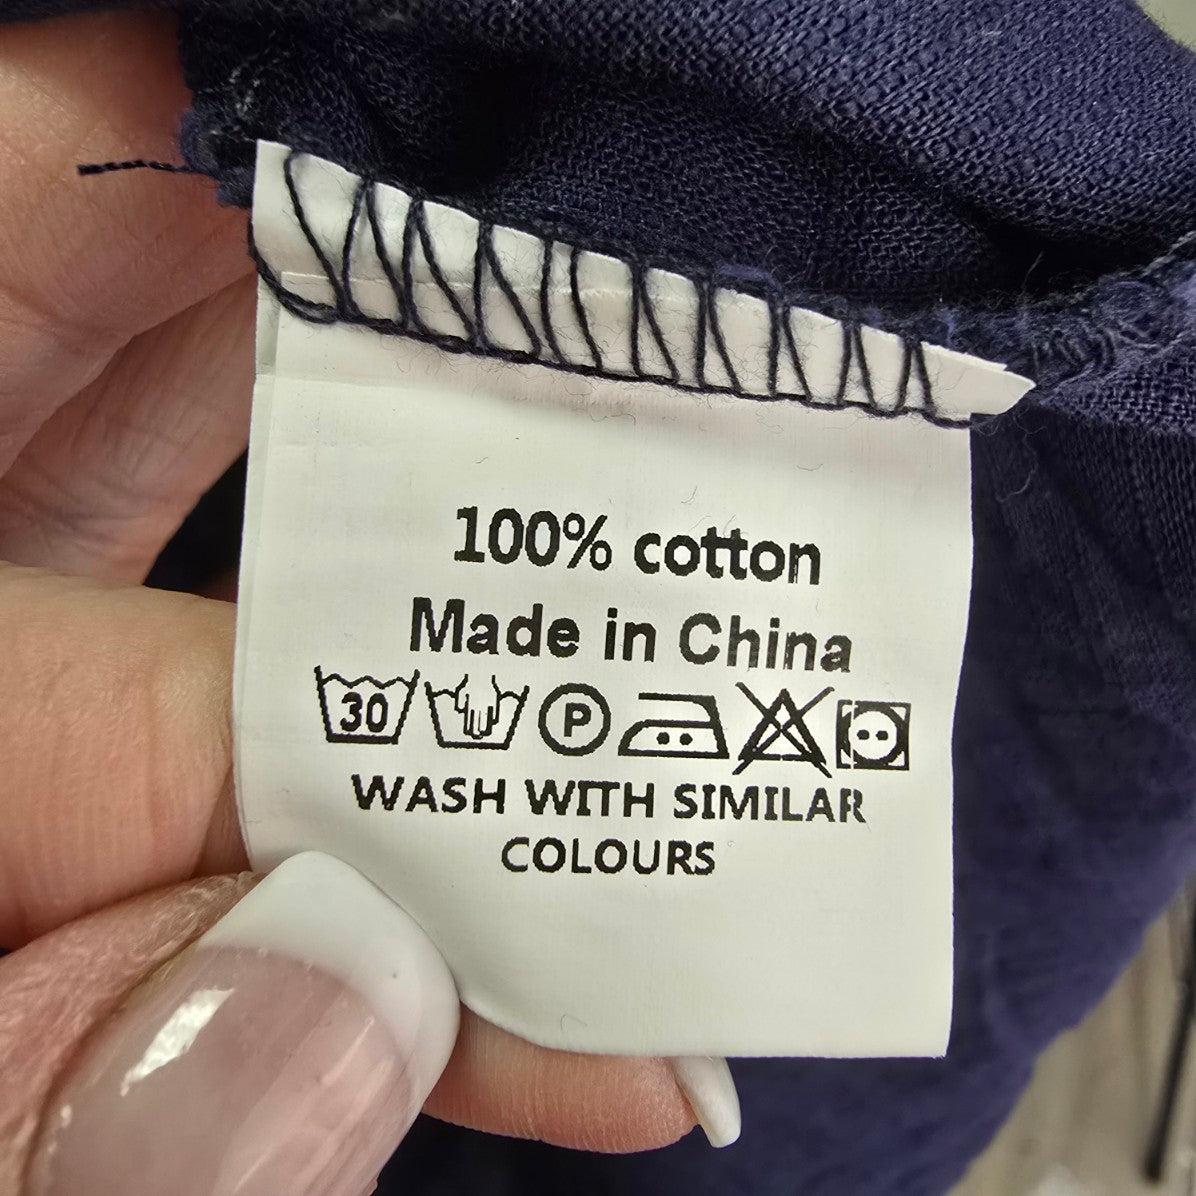 100% cotton
Made in China
30 P
WASH WITH SIMILAR
COLOURS